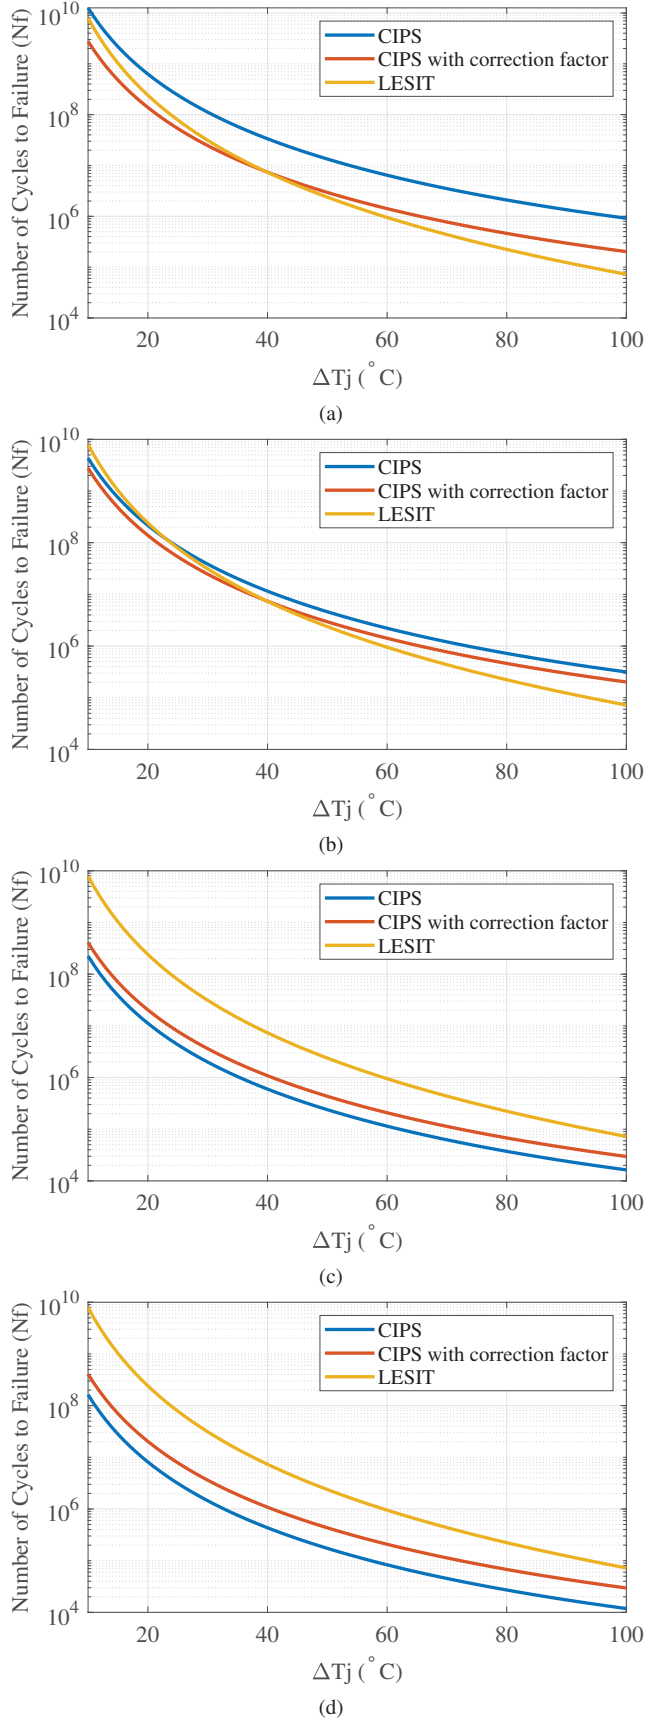 Number of Cycles to Failure (Nf)
10^10
10^8
10^6
10^4
CIPS
CIPS with correction factor
LESIT
20 40 60 80 100
ΔTj (°C)
(a)
Number of Cycles to Failure (Nf)
10^10
10^8
10^6
10^4
CIPS
CIPS with correction factor
LESIT
20 40 60 80 100
ΔTj (°C)
(b)
Number of Cycles to Failure (Nf)
10^10
10^8
10^6
10^4
CIPS
CIPS with correction factor
LESIT
20 40 60 80 100
ΔTj (°C)
(c)
Number of Cycles to Failure (Nf)
10^10
10^8
10^6
10^4
CIPS
CIPS with correction factor
LESIT
20 40 60 80 100
ΔTj (°C)
(d)